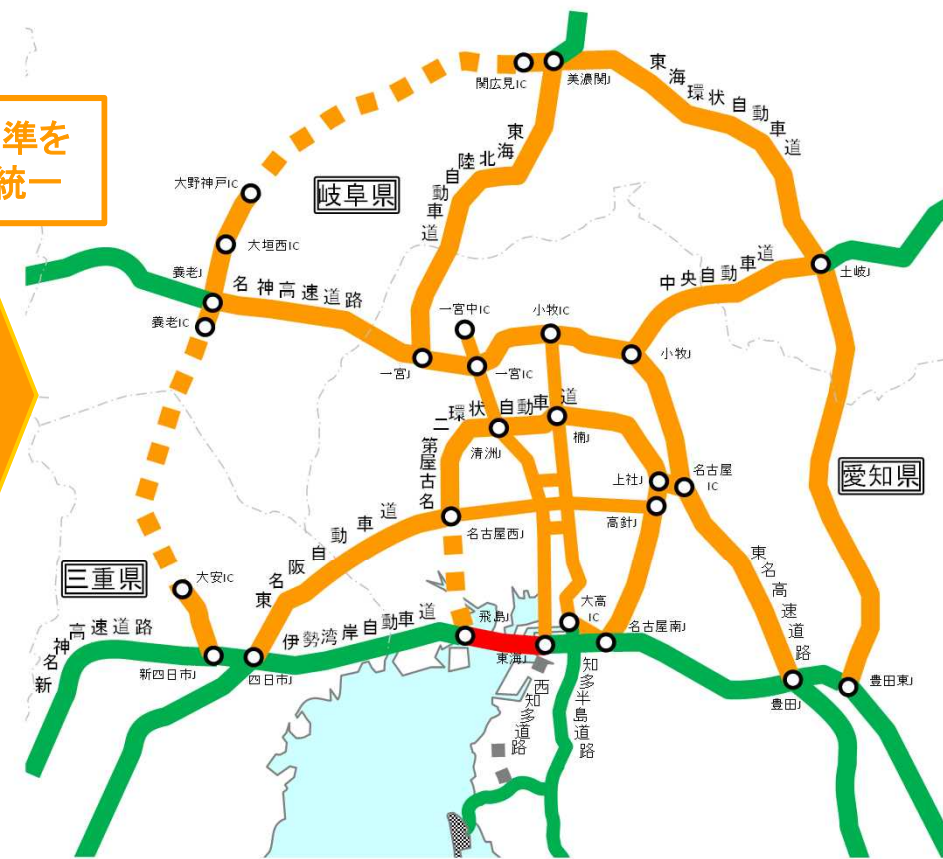 準を
統一
関広見IC
美濃関J
東海環状自動車道
東海北陸自動車道
大野神戸IC
岐阜県
大垣西IC
養老J
名神高速道路
中央自動車道
土岐J
養老IC
一宮中IC
小牧IC
一宮J
一宮IC
小牧J
名古屋第二環状自動車道
清洲J
楠J
上社J
名古屋
IC
愛知県
高針J
名古屋西J
東名阪自動車道
東名高速道路
三重県
大安IC
飛島J
大高
IC
名古屋南J
伊勢湾岸自動車道
新名神高速道路
東海J
新四日市J
四日市J
西知多道路
知多半島道路
豊田J
豊田東J